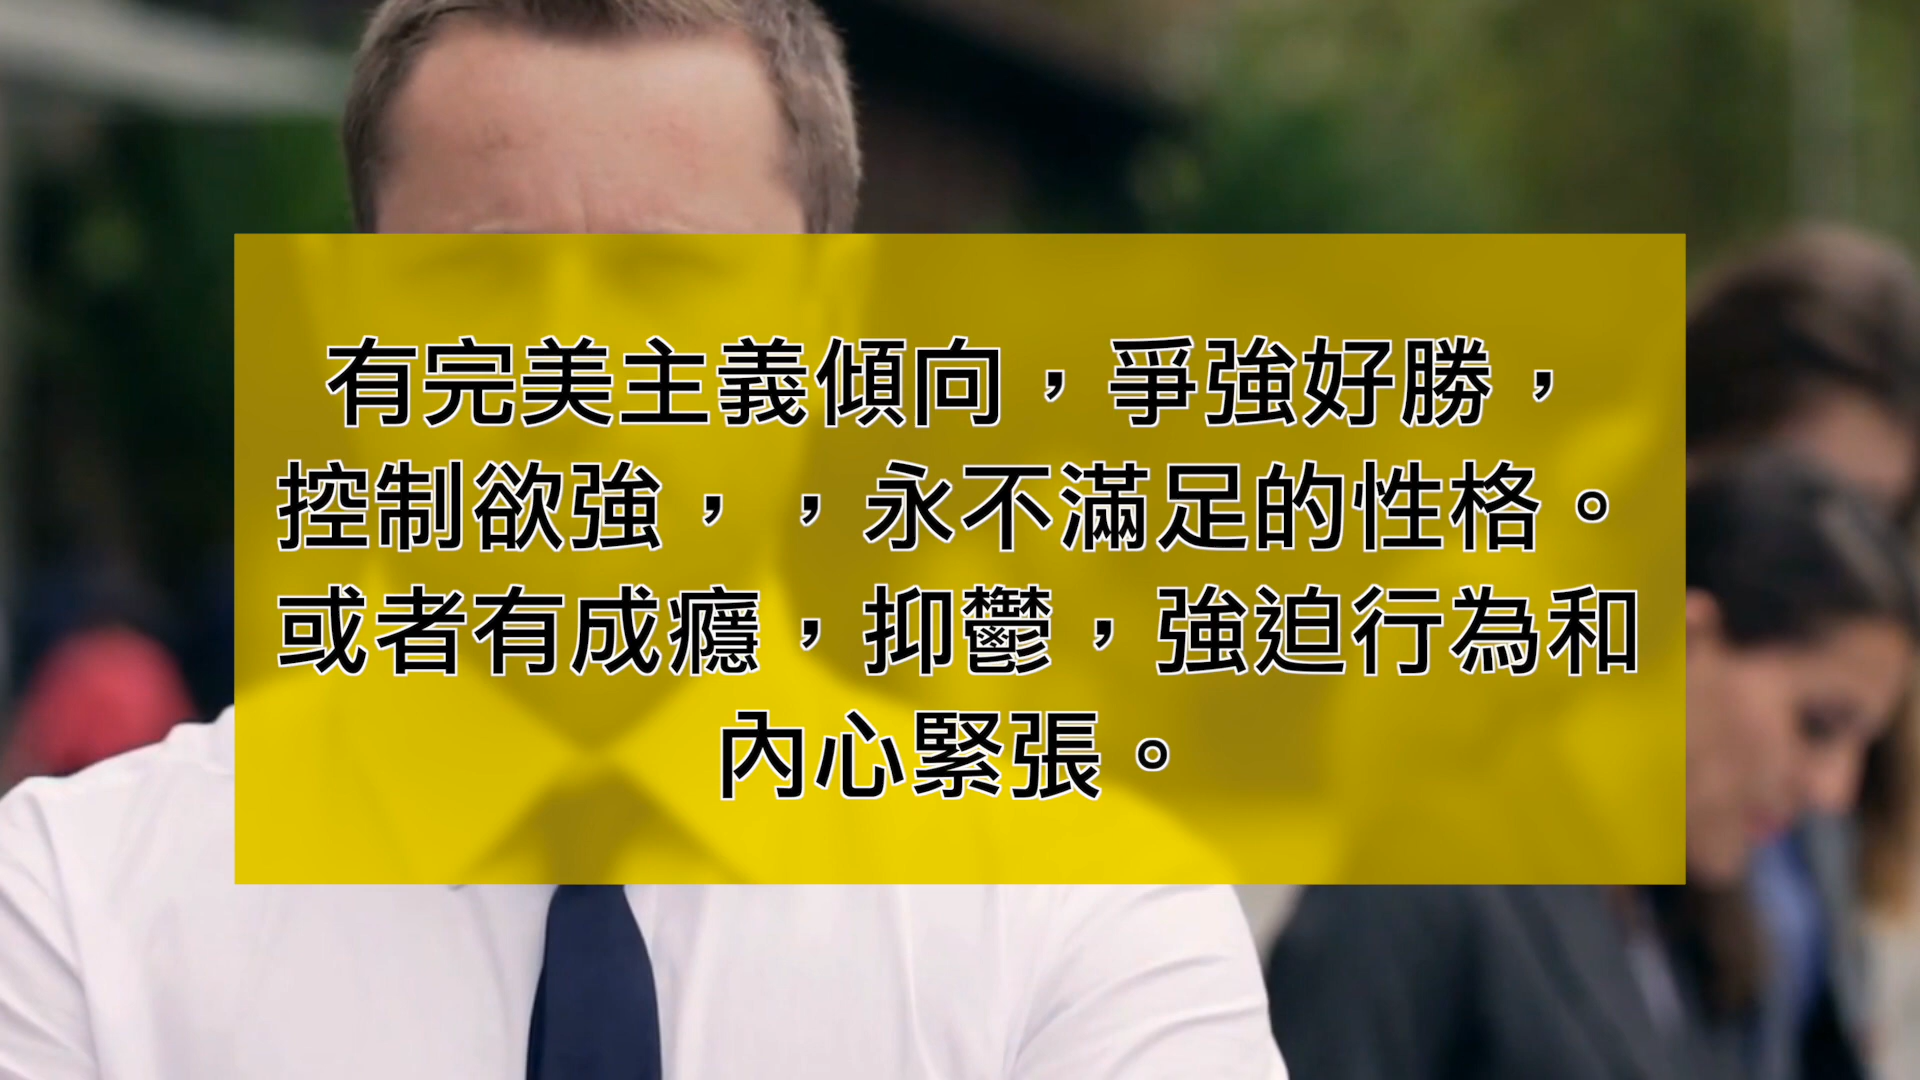 有完美主義傾向，爭強好勝，
控制欲強，，永不滿足的性格。
或者有成癮，抑鬱，強迫行為和
內心緊張。